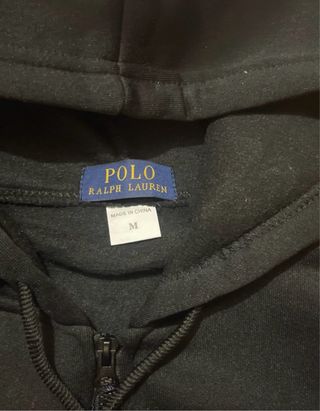 POLO
RALPH LAUREN
MADE IN CHINA
M